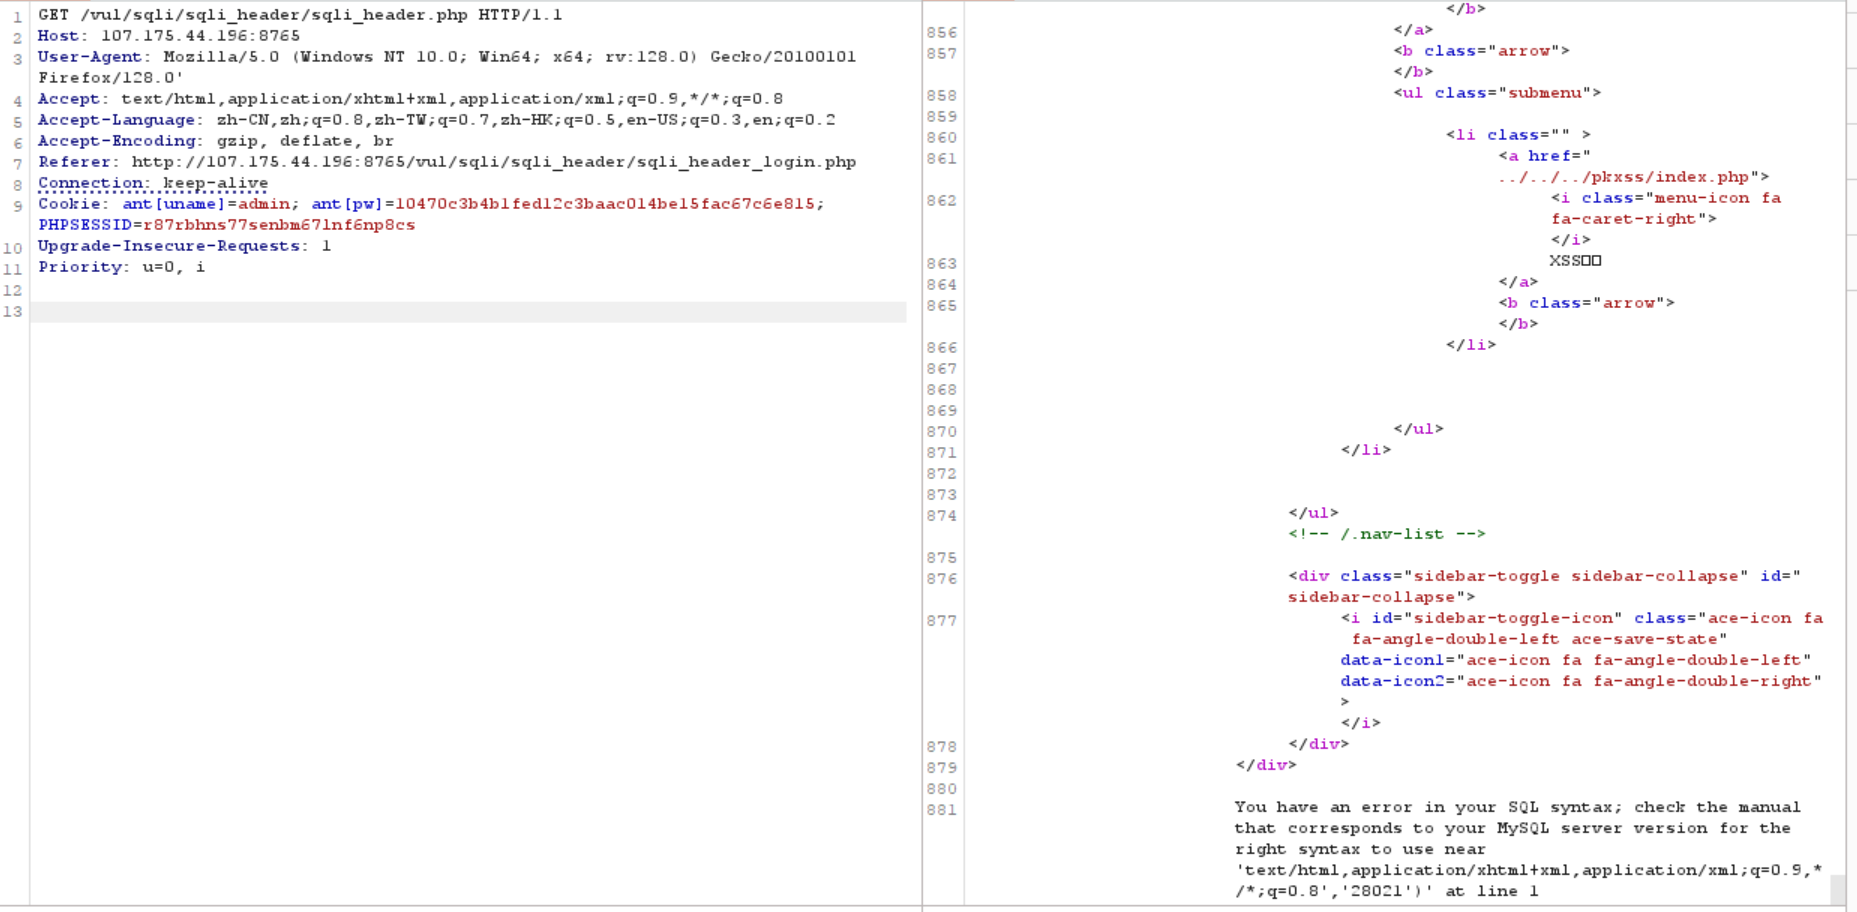 1 GET /vul/sqli/sqli_header/sqli_header.php HTTP/1.1
2 Host: 107.175.44.196:8765
3 User-Agent: Mozilla/5.0 (Windows NT 10.0; Win64; x64; rv:128.0) Gecko/20100101
Firefox/128.0'
4 Accept: text/html,application/xhtml+xml,application/xml;q=0.9,*/*;q=0.8
5 Accept-Language: zh-CN,zh;q=0.8,zh-TW;q=0.7,zh-HK;q=0.5,en-US;q=0.3,en;q=0.2
6 Accept-Encoding: gzip, deflate, br
7 Referer: http://107.175.44.196:8765/vul/sqli/sqli_header/sqli_header_login.php
8 Connection: keep-alive
9 Cookie: ant[uname]=admin; ant[pw]=10470c3b4b1fed12c3baac014be15fac67c6e815;
PHPSESSID=r87rbhns77senbm67lnf6np8cs
10 Upgrade-Insecure-Requests: 1
11 Priority: u=0, i
12
13
</b>
856 </a>
857 <b class="arrow">
</b>
858 <ul class="submenu">
859
860 <li class="" >
861 <a href="
../../../pkxss/index.php">
862 <i class="menu-icon fa
fa-caret-right">
</i>
863 XSS□□
864 </a>
865 <b class="arrow">
</b>
866 </li>
867
868
869
870 </ul>
871 </li>
872
873
874 </ul>
<!-- /.nav-list -->
875
876 <div class="sidebar-toggle sidebar-collapse" id="
sidebar-collapse">
877 <i id="sidebar-toggle-icon" class="ace-icon fa
fa-angle-double-left ace-save-state"
data-icon1="ace-icon fa fa-angle-double-left"
data-icon2="ace-icon fa fa-angle-double-right"
>
</i>
878 </div>
879 </div>
880
881 You have an error in your SQL syntax; check the manual
that corresponds to your MySQL server version for the
right syntax to use near
'text/html,application/xhtml+xml,application/xml;q=0.9,*
/*;q=0.8','28021')' at line 1